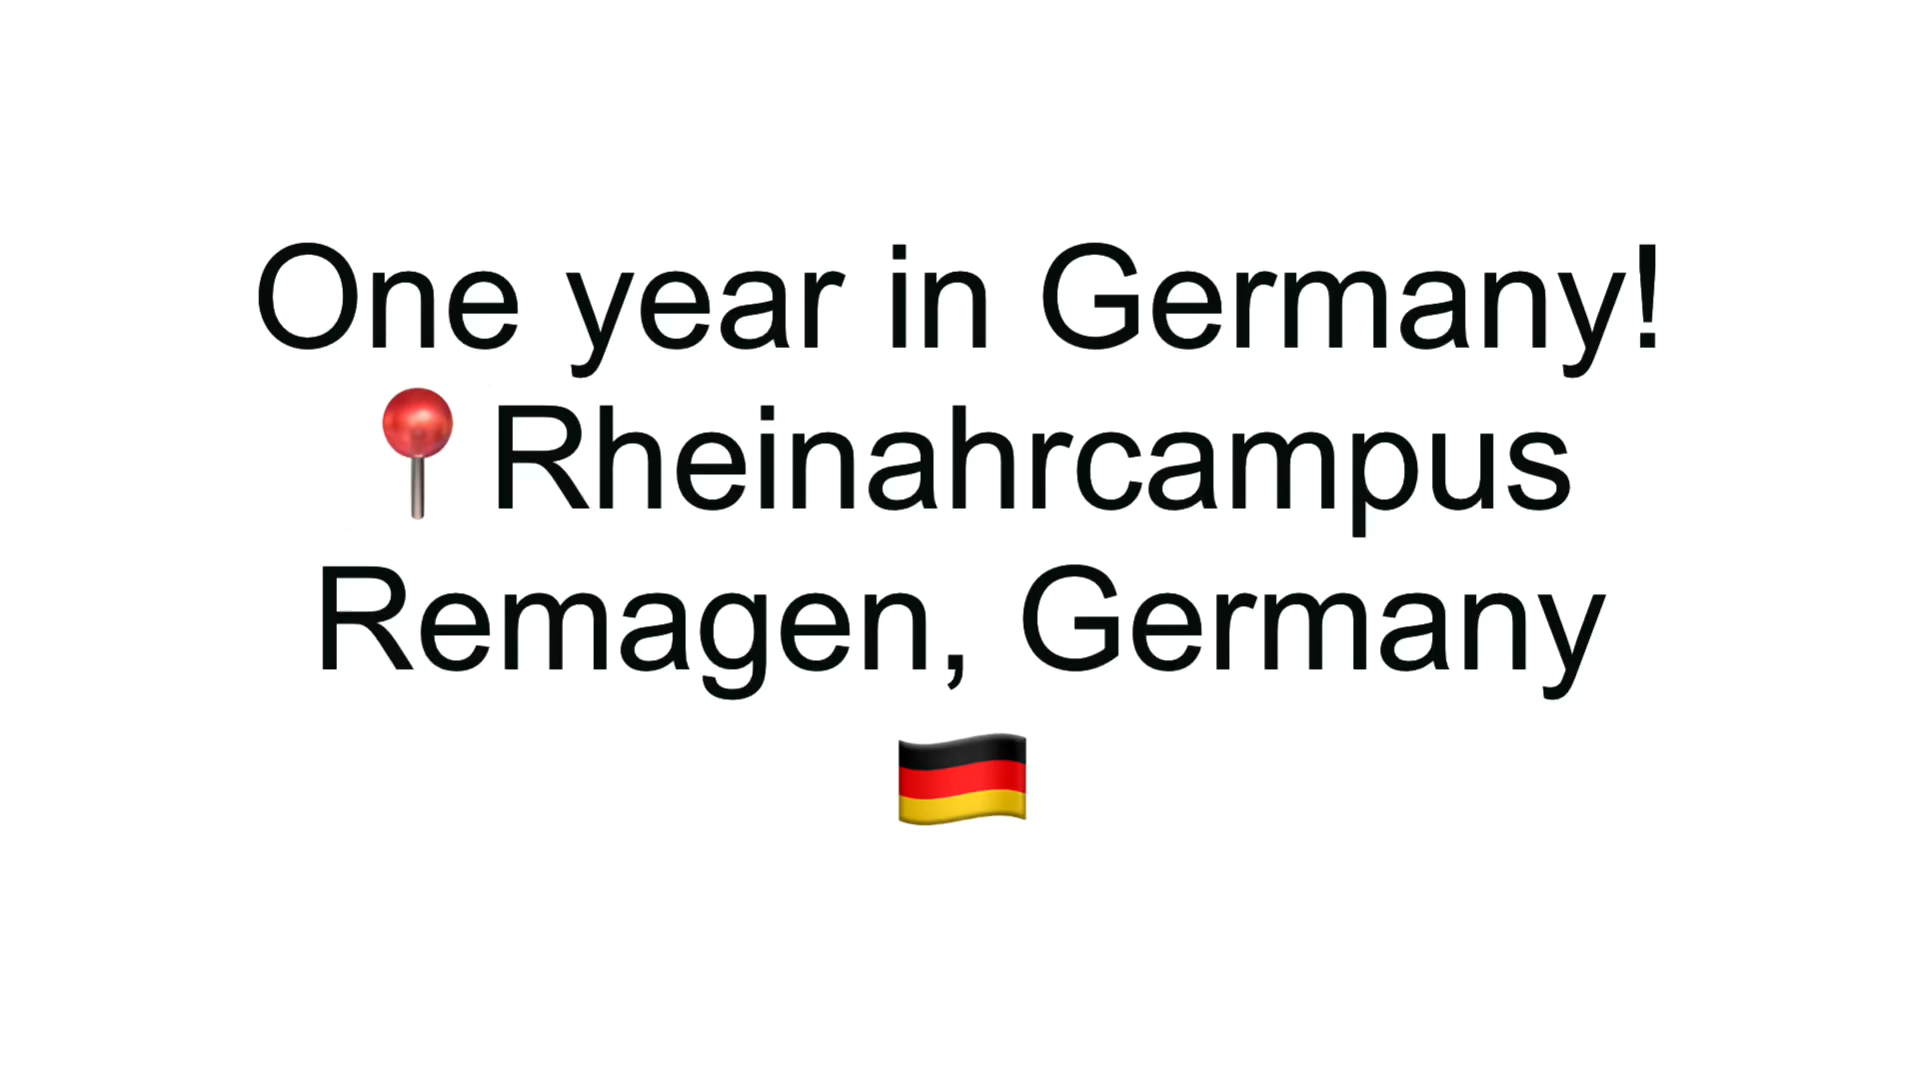 One year in Germany!
📍Rheinahrcampus
Remagen, Germany
🇩🇪